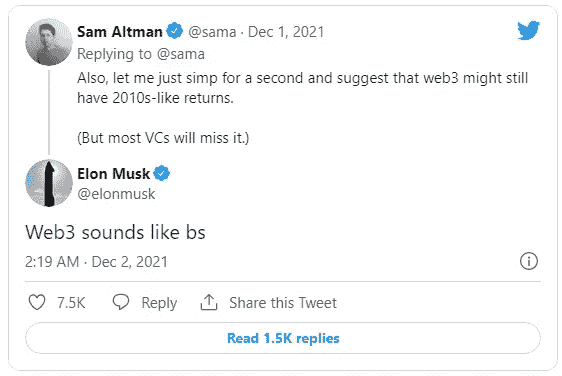 Sam Altman @sama · Dec 1, 2021
Replying to @sama
Also, let me just simp for a second and suggest that web3 might still
have 2010s-like returns.
(But most VCs will miss it.)
Elon Musk
@elonmusk
Web3 sounds like bs
2:19 AM · Dec 2, 2021
7.5K Reply Share this Tweet
Read 1.5K replies